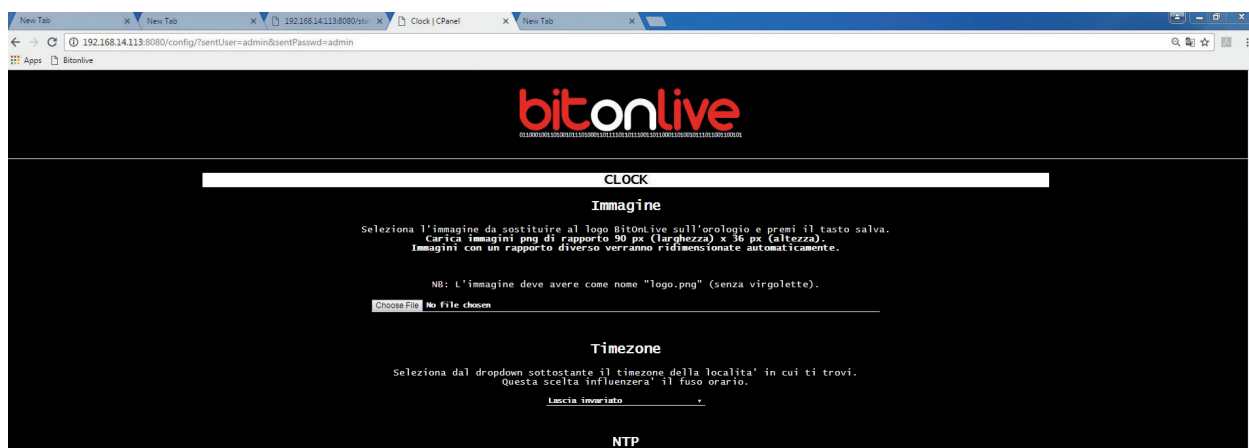 New Tab
New Tab
192.168.14.113:8080/sta
Clock | CPanel
New Tab
192.168.14.113:8080/config/?sentUser=admin&sentPasswd=admin
Apps Bitonlive
bitonlive
CLOCK
Immagine
Seleziona l'immagine da sostituire al logo BitOnLive sull'orologio e premi il tasto salva.
Carica immagini png di rapporto 90 px (larghezza) x 36 px (altezza).
Immagini con un rapporto diverso verranno ridimensionate automaticamente.
NB: L'immagine deve avere come nome "logo.png" (senza virgolette).
Choose File No file chosen
Timezone
Seleziona dal dropdown sottostante il timezone della localita' in cui ti trovi.
Questa scelta influenzera' il fuso orario.
Lascia invariato
NTP